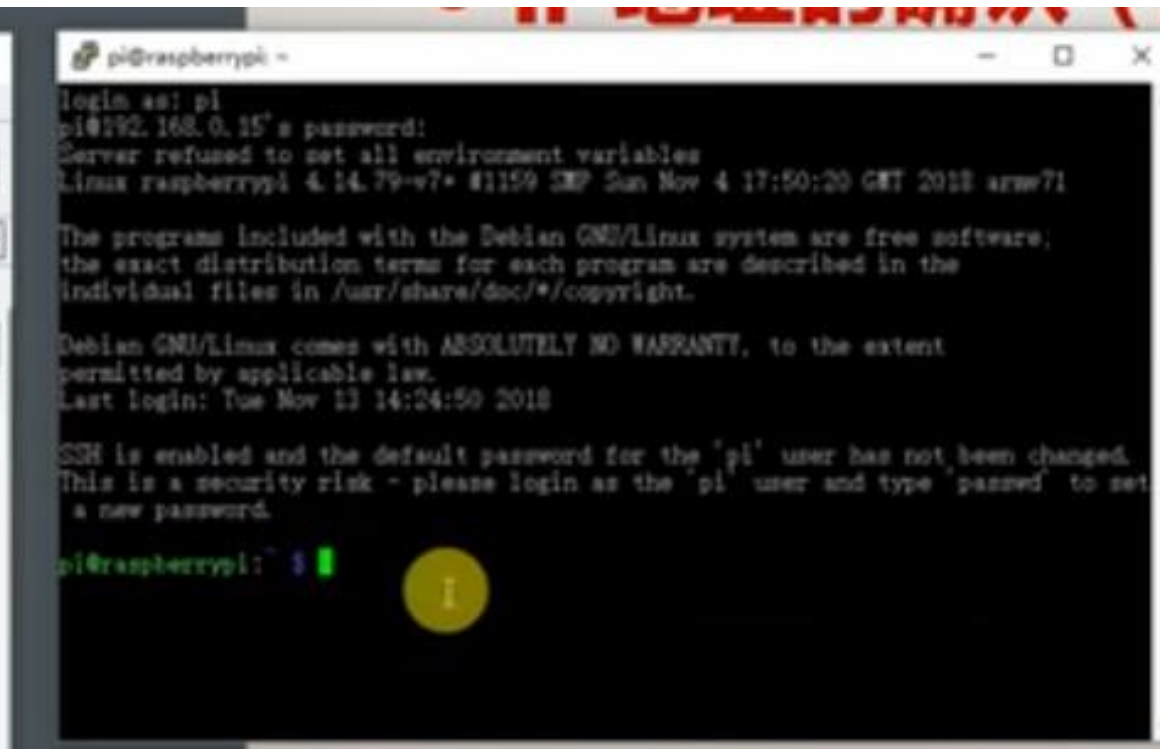 IP 地址的确认（
pi@raspberrypi: ~
login as: pi
pi@192.168.0.15's password:
Server refused to set all environment variables
Linux raspberrypi 4.14.79-v7+ #1159 SMP Sun Nov 4 17:50:20 GMT 2018 armv7l
The programs included with the Debian GNU/Linux system are free software;
the exact distribution terms for each program are described in the
individual files in /usr/share/doc/*/copyright.
Debian GNU/Linux comes with ABSOLUTELY NO WARRANTY, to the extent
permitted by applicable law.
Last login: Tue Nov 13 14:24:50 2018
SSH is enabled and the default password for the 'pi' user has not been changed.
This is a security risk - please login as the 'pi' user and type 'passwd' to set
a new password.
pi@raspberrypi:~ $